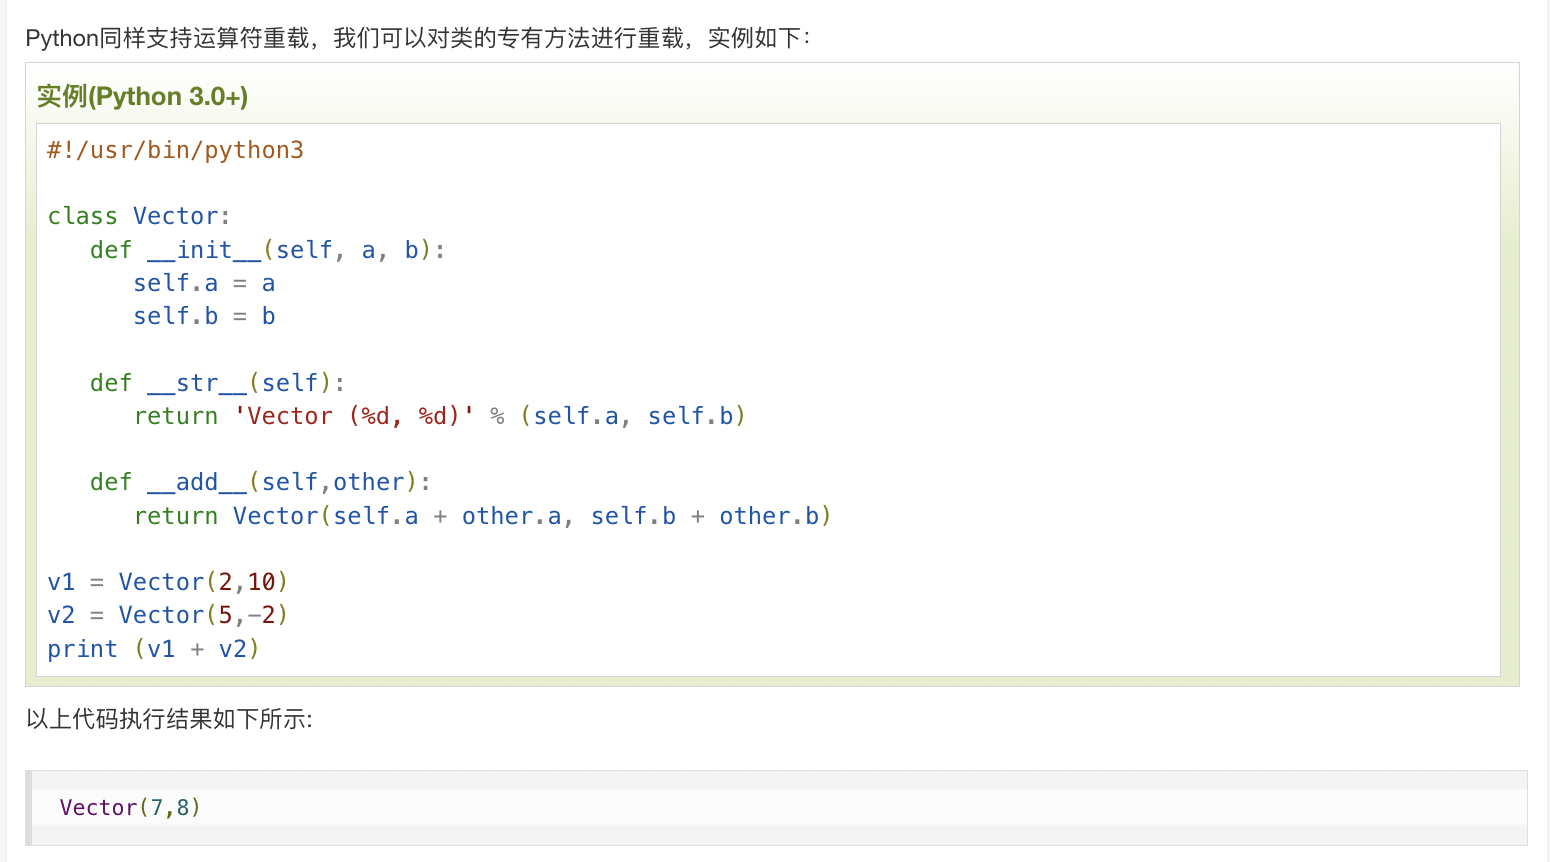 Python同样支持运算符重载，我们可以对类的专有方法进行重载，实例如下：
实例(Python 3.0+)
#!/usr/bin/python3
class Vector:
   def __init__(self, a, b):
      self.a = a
      self.b = b
   def __str__(self):
      return 'Vector (%d, %d)' % (self.a, self.b)
   def __add__(self,other):
      return Vector(self.a + other.a, self.b + other.b)
v1 = Vector(2,10)
v2 = Vector(5,-2)
print (v1 + v2)
以上代码执行结果如下所示:
Vector(7,8)